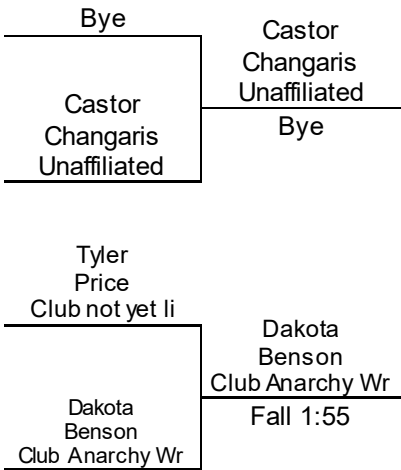 Bye
Castor
Changaris
Unaffiliated
Castor
Changaris
Unaffiliated
Bye
Tyler
Price
Club not yet li
Dakota
Benson
Club Anarchy Wr
Dakota
Benson
Club Anarchy Wr
Fall 1:55